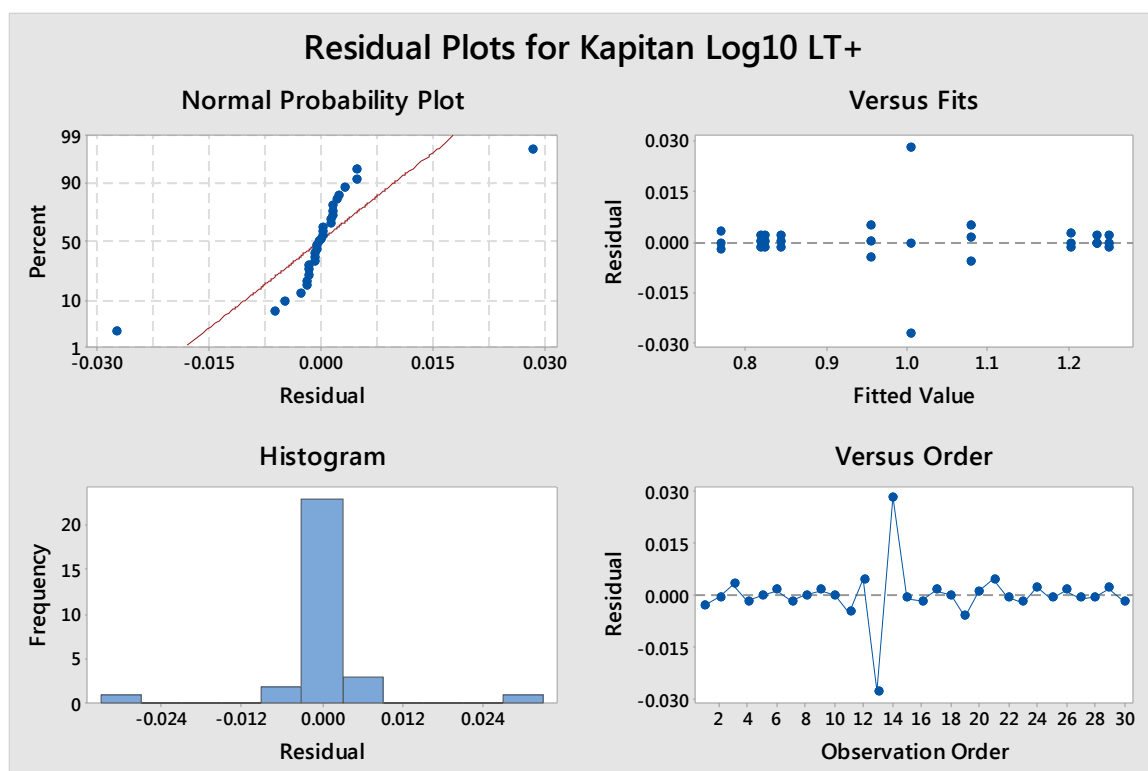 Residual Plots for Kapitan Log10 LT+
Normal Probability Plot
99
90
50
10
1
Percent
-0.030 -0.015 0.000 0.015 0.030
Residual
Versus Fits
0.030
0.015
0.000
-0.015
-0.030
Residual
0.8 0.9 1.0 1.1 1.2
Fitted Value
Histogram
20
15
10
5
0
Frequency
-0.024 -0.012 0.000 0.012 0.024
Residual
Versus Order
0.030
0.015
0.000
-0.015
-0.030
Residual
2 4 6 8 10 12 14 16 18 20 22 24 26 28 30
Observation Order